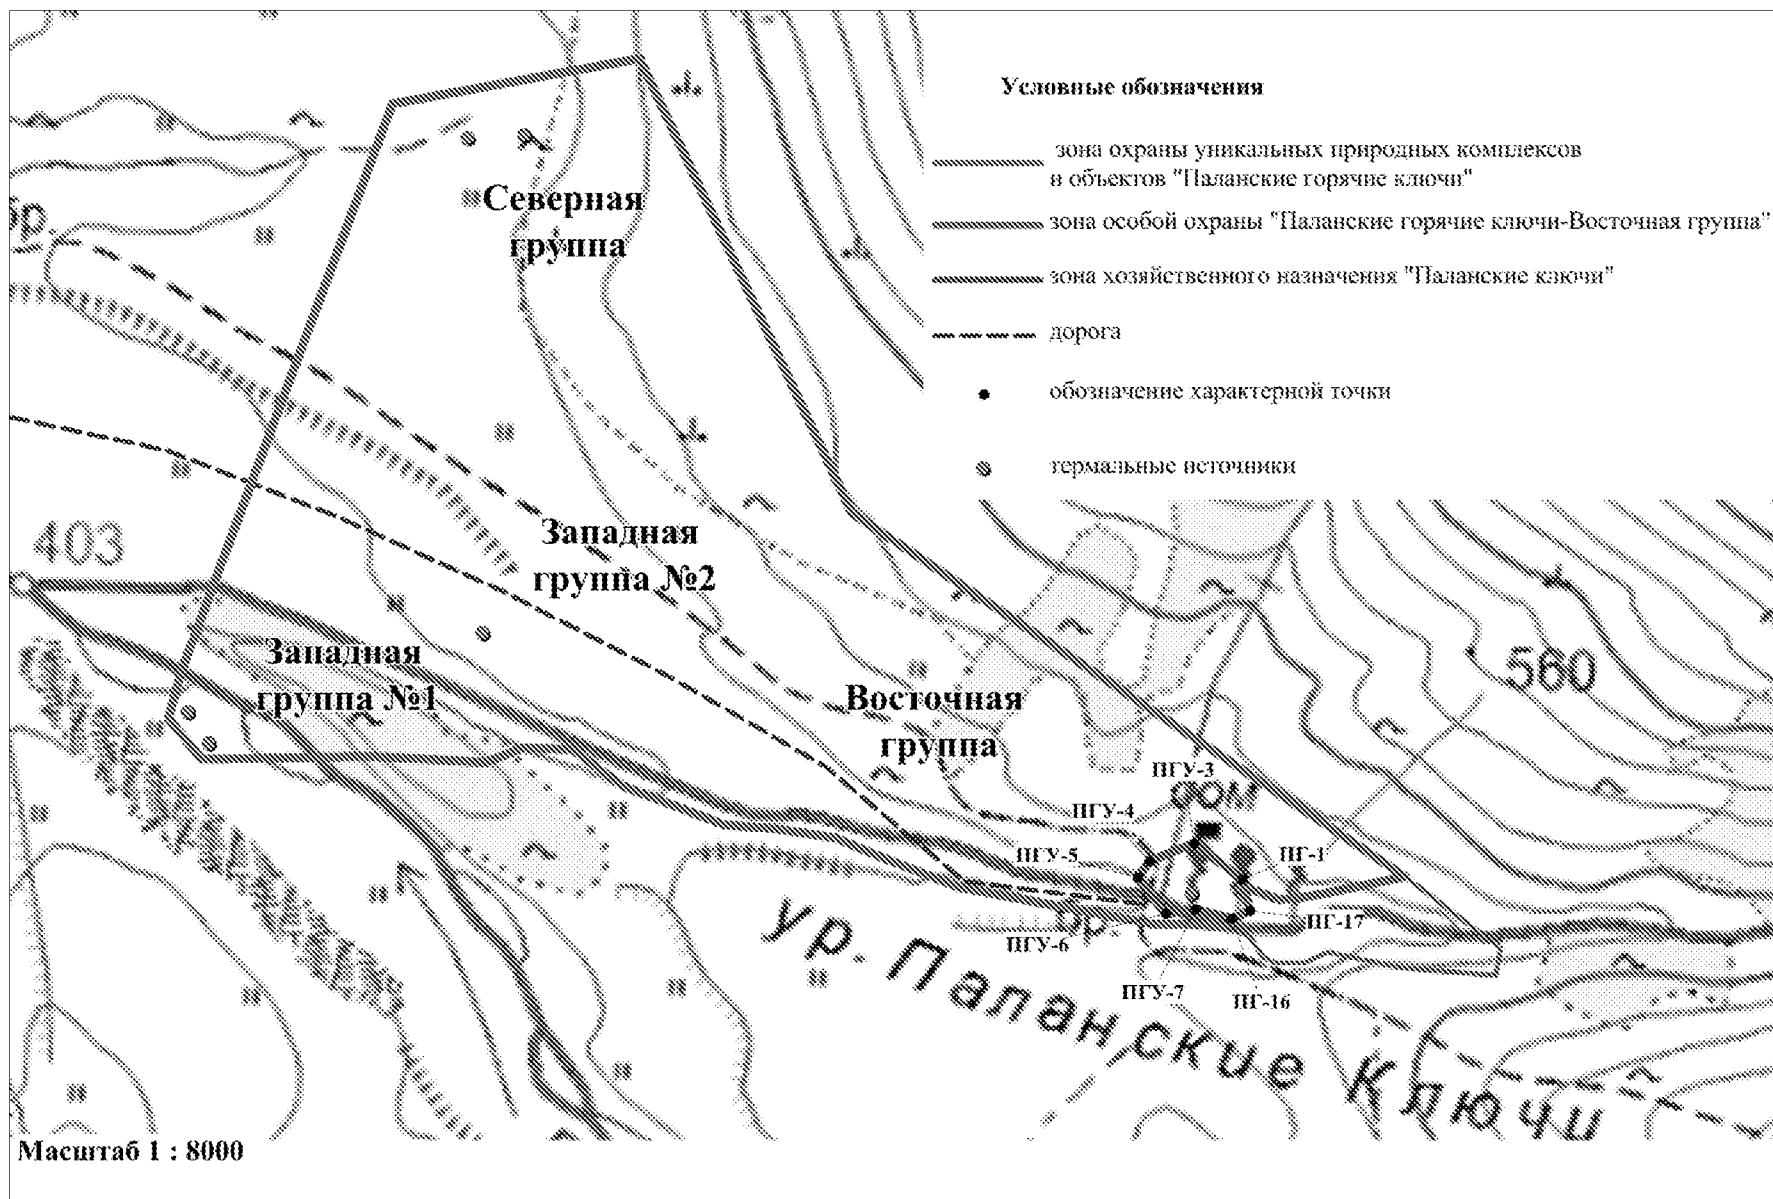 Условные обозначения
зона охраны уникальных природных комплексов
и объектов "Паланские горячие ключи"
зона особой охраны "Паланские горячие ключи-Восточная группа"
зона хозяйственного назначения "Паланские ключи"
дорога
обозначение характерной точки
термальные источники
бр.
Северная
группа
403
Западная
группа №2
Западная
группа №1
560
Восточная
группа
ПГУ-3
дом
ПГУ-4
ПГУ-5
ПГ-1
ПГ-17
бр.
ПГУ-6
ПГУ-7
ПГ-16
ур. Паланские Ключи
Масштаб 1 : 8000